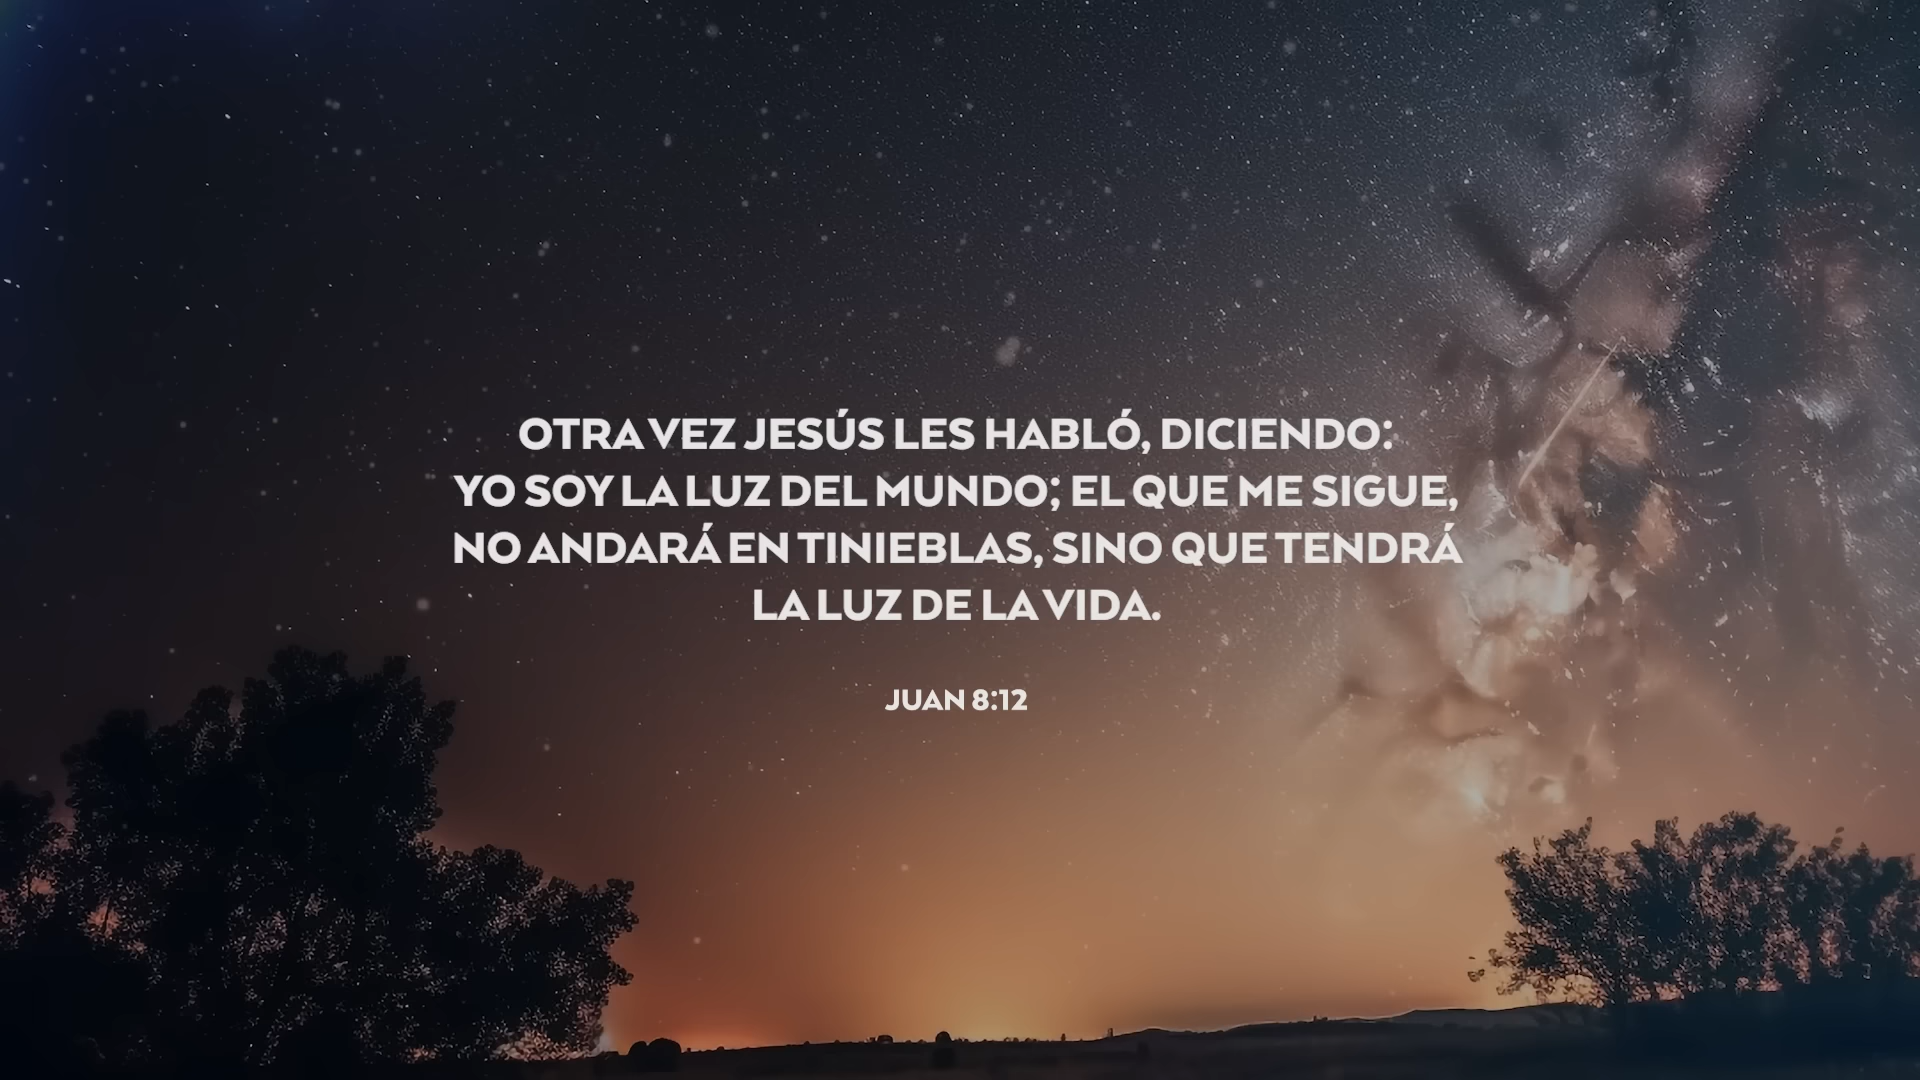 OTRA VEZ JESÚS LES HABLÓ, DICIENDO:
YO SOY LA LUZ DEL MUNDO; EL QUE ME SIGUE,
NO ANDARÁ EN TINIEBLAS, SINO QUE TENDRÁ
LA LUZ DE LA VIDA.
JUAN 8:12